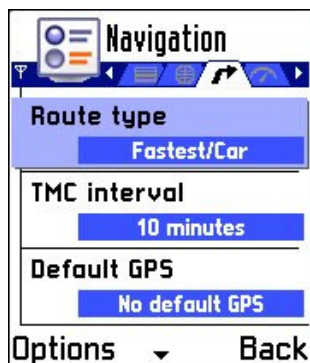 Navigation
Route type
Fastest/Car
TMC interval
10 minutes
Default GPS
No default GPS
Options Back